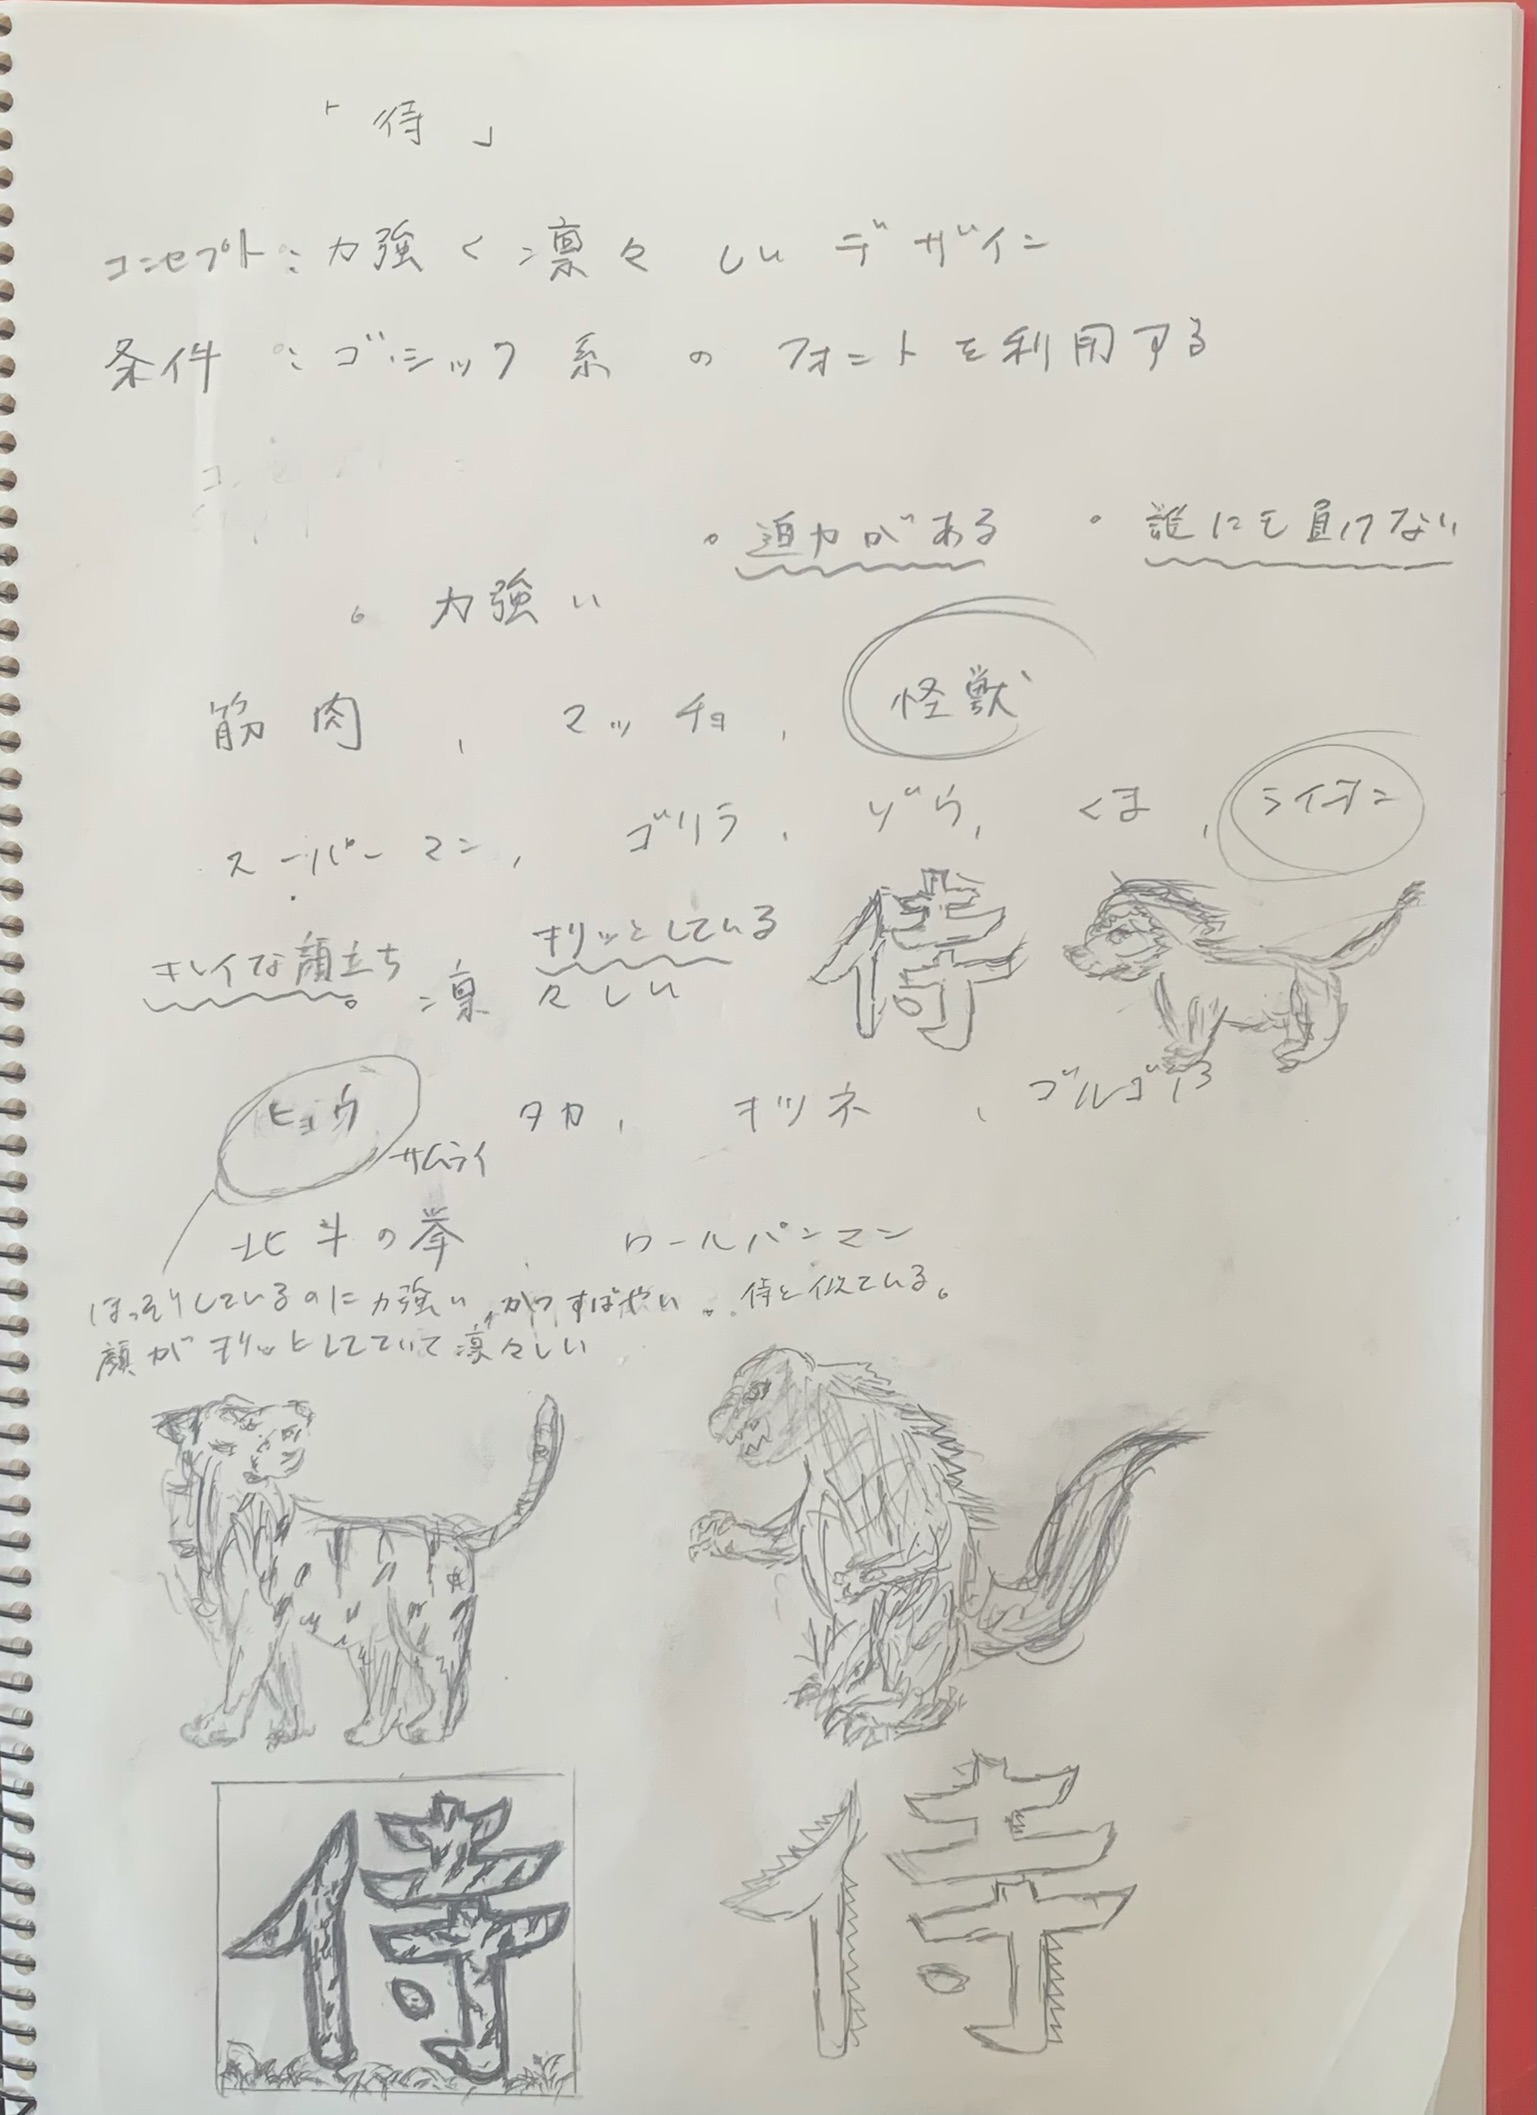 「侍」
コンセプト:力強く凛々しいデザイン
条件:ゴシック系のフォントを利用する
・迫力がある ・誰にも負けない
・力強い
筋肉、マッチョ、怪獣
スーパーマン、ゴリラ、ゾウ、くま、ライオン
キレイな顔立ち キリッとしている
・凛々しい
侍
ヒョウ タカ、キツネ、ゴルゴ13
サムライ
北斗の拳 ロールパンマン
ほっそりしているのに力強い、かつすばやい。侍と似ている。
顔がキリッとしていて凛々しい
侍 侍